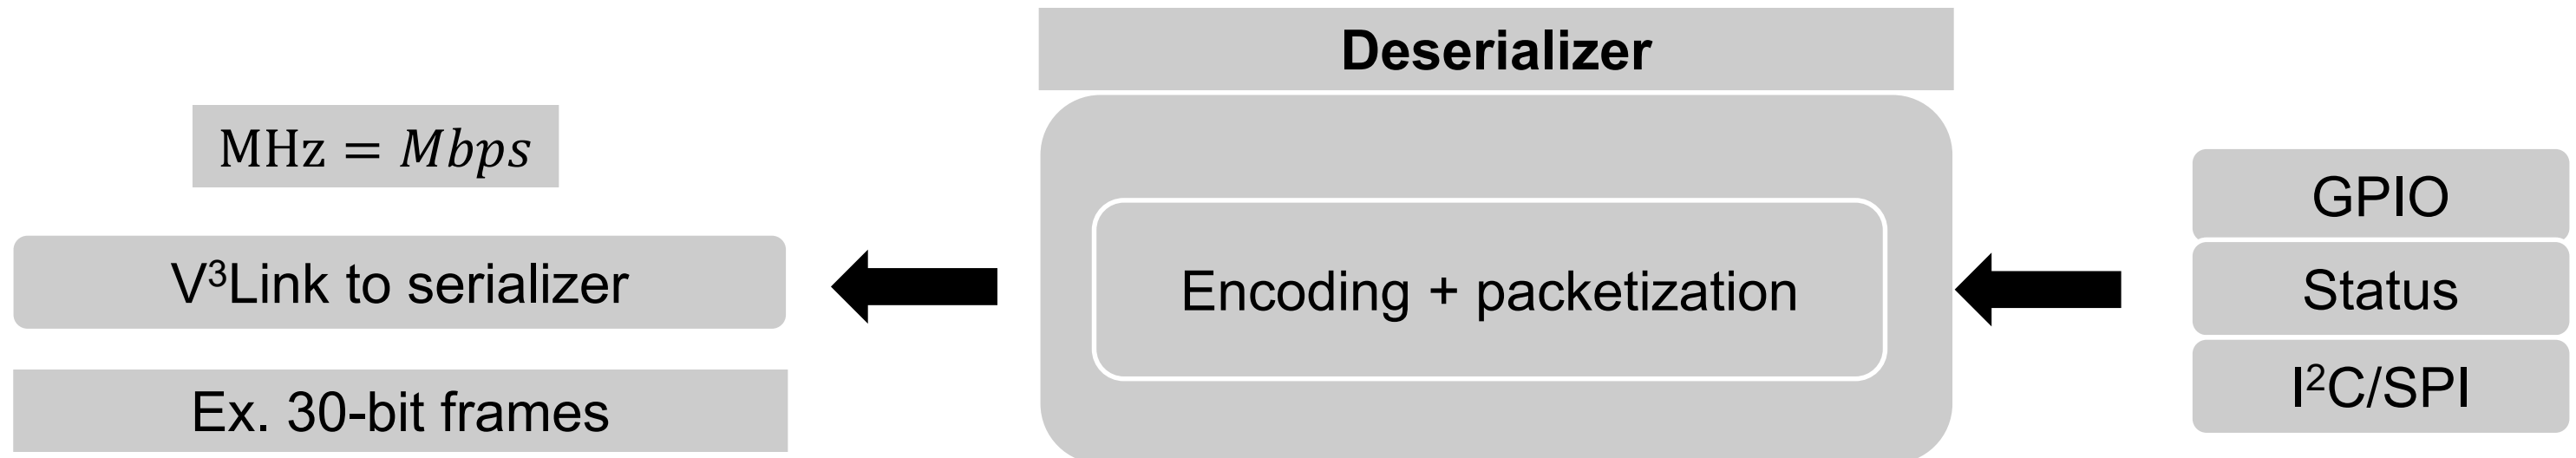 Deserializer
MHz = Mbps
V³Link to serializer
Ex. 30-bit frames
Encoding + packetization
GPIO
Status
I²C/SPI